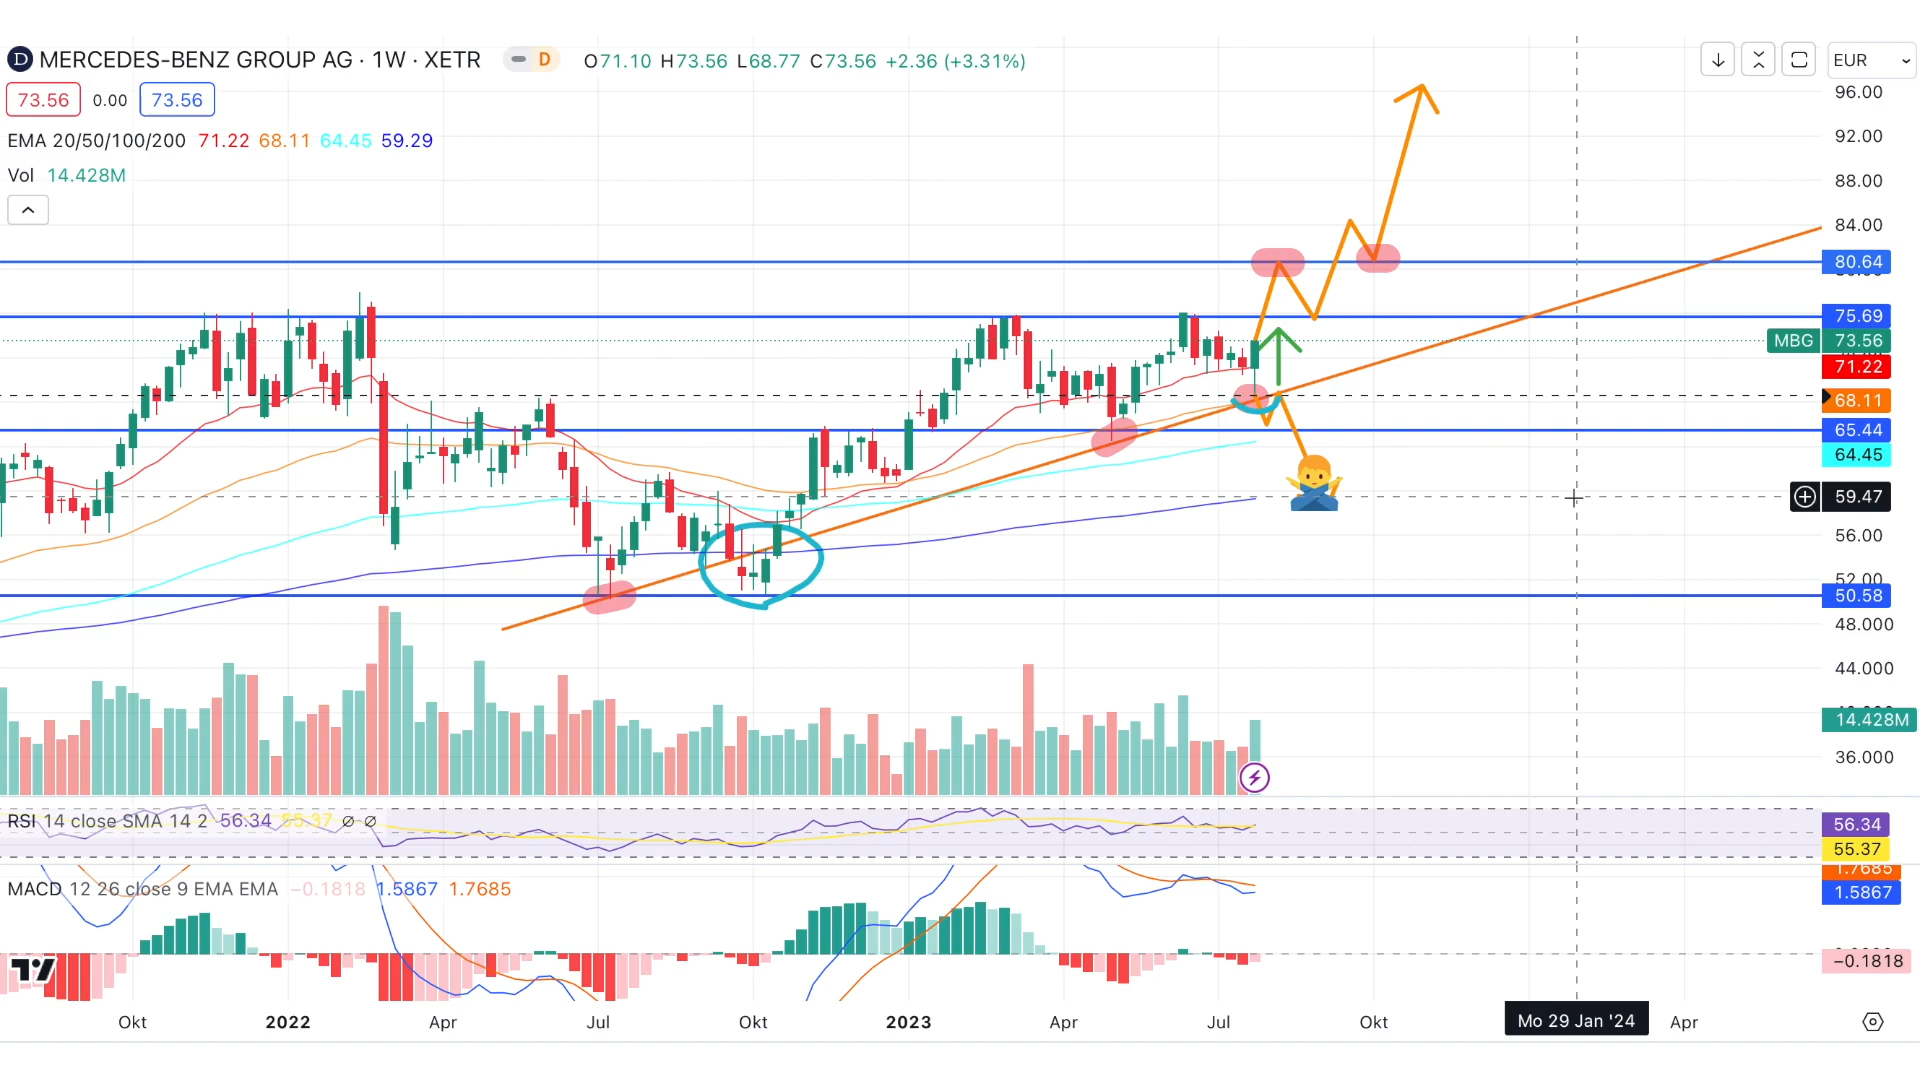 D MERCEDES-BENZ GROUP AG · 1W · XETR D O71.10 H73.56 L68.77 C73.56 +2.36 (+3.31%)
EUR
73.56 0.00 73.56
EMA 20/50/100/200 71.22 68.11 64.45 59.29
Vol 14.428M
96.00
92.00
88.00
84.00
80.64
75.69
MBG 73.56
71.22
68.11
65.44
64.45
59.47
56.00
52.00
50.58
48.000
44.000
14.428M
36.000
RSI 14 close SMA 14 2 56.34 55.37 ∅ ∅
56.34
55.37
1.7685
MACD 12 26 close 9 EMA EMA −0.1818 1.5867 1.7685
1.5867
−0.1818
Okt 2022 Apr Jul Okt 2023 Apr Jul Okt Mo 29 Jan '24 Apr